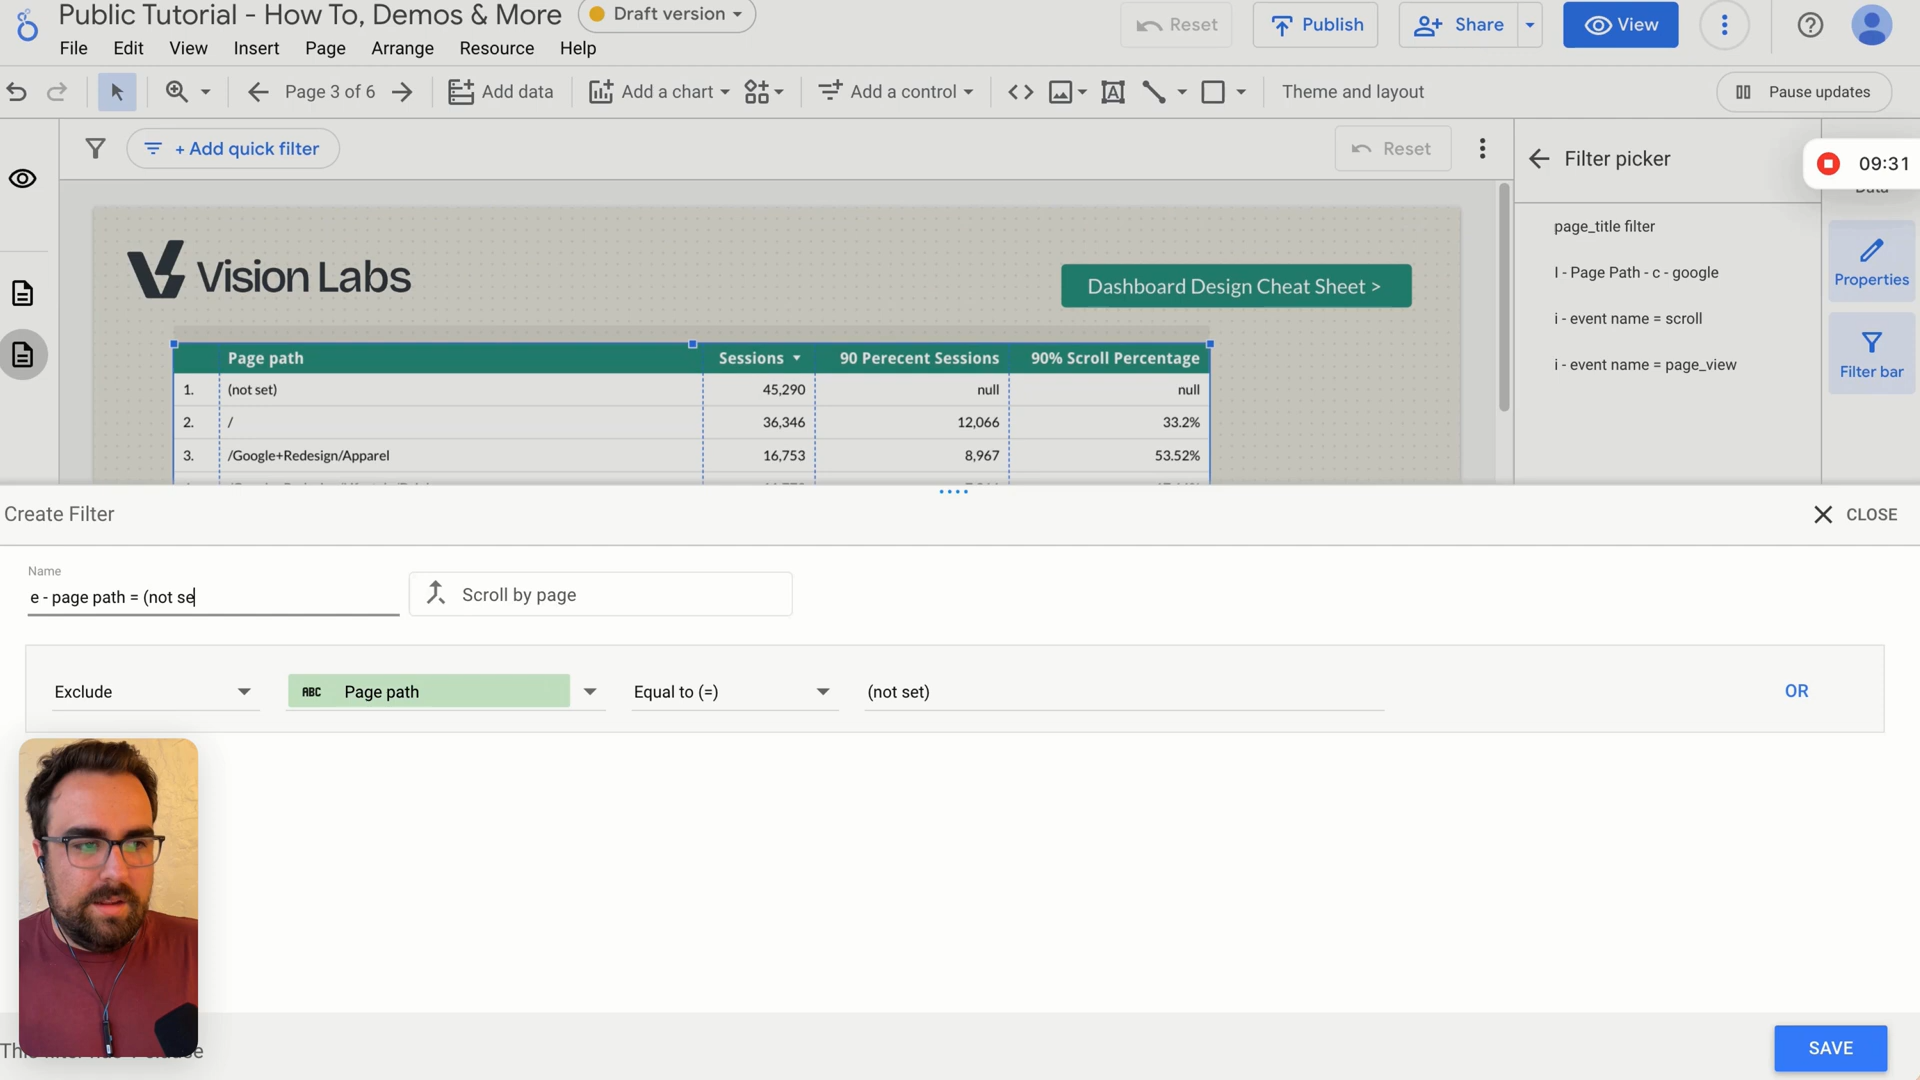 Public Tutorial - How To, Demos & More
Draft version
Reset
Publish
Share
View
File Edit View Insert Page Arrange Resource Help
Page 3 of 6
Add data
Add a chart
Add a control
Theme and layout
Pause updates
+ Add quick filter
Reset
Filter picker
09:31
Data
page_title filter
I - Page Path - c - google
i - event name = scroll
i - event name = page_view
Properties
Filter bar
Vision Labs
Dashboard Design Cheat Sheet >
Page path Sessions 90 Perecent Sessions 90% Scroll Percentage
1. (not set) 45,290 null null
2. / 36,346 12,066 33.2%
3. /Google+Redesign/Apparel 16,753 8,967 53.52%
Create Filter
CLOSE
Name
e - page path = (not se
Scroll by page
Exclude
ABC Page path
Equal to (=)
(not set)
OR
SAVE